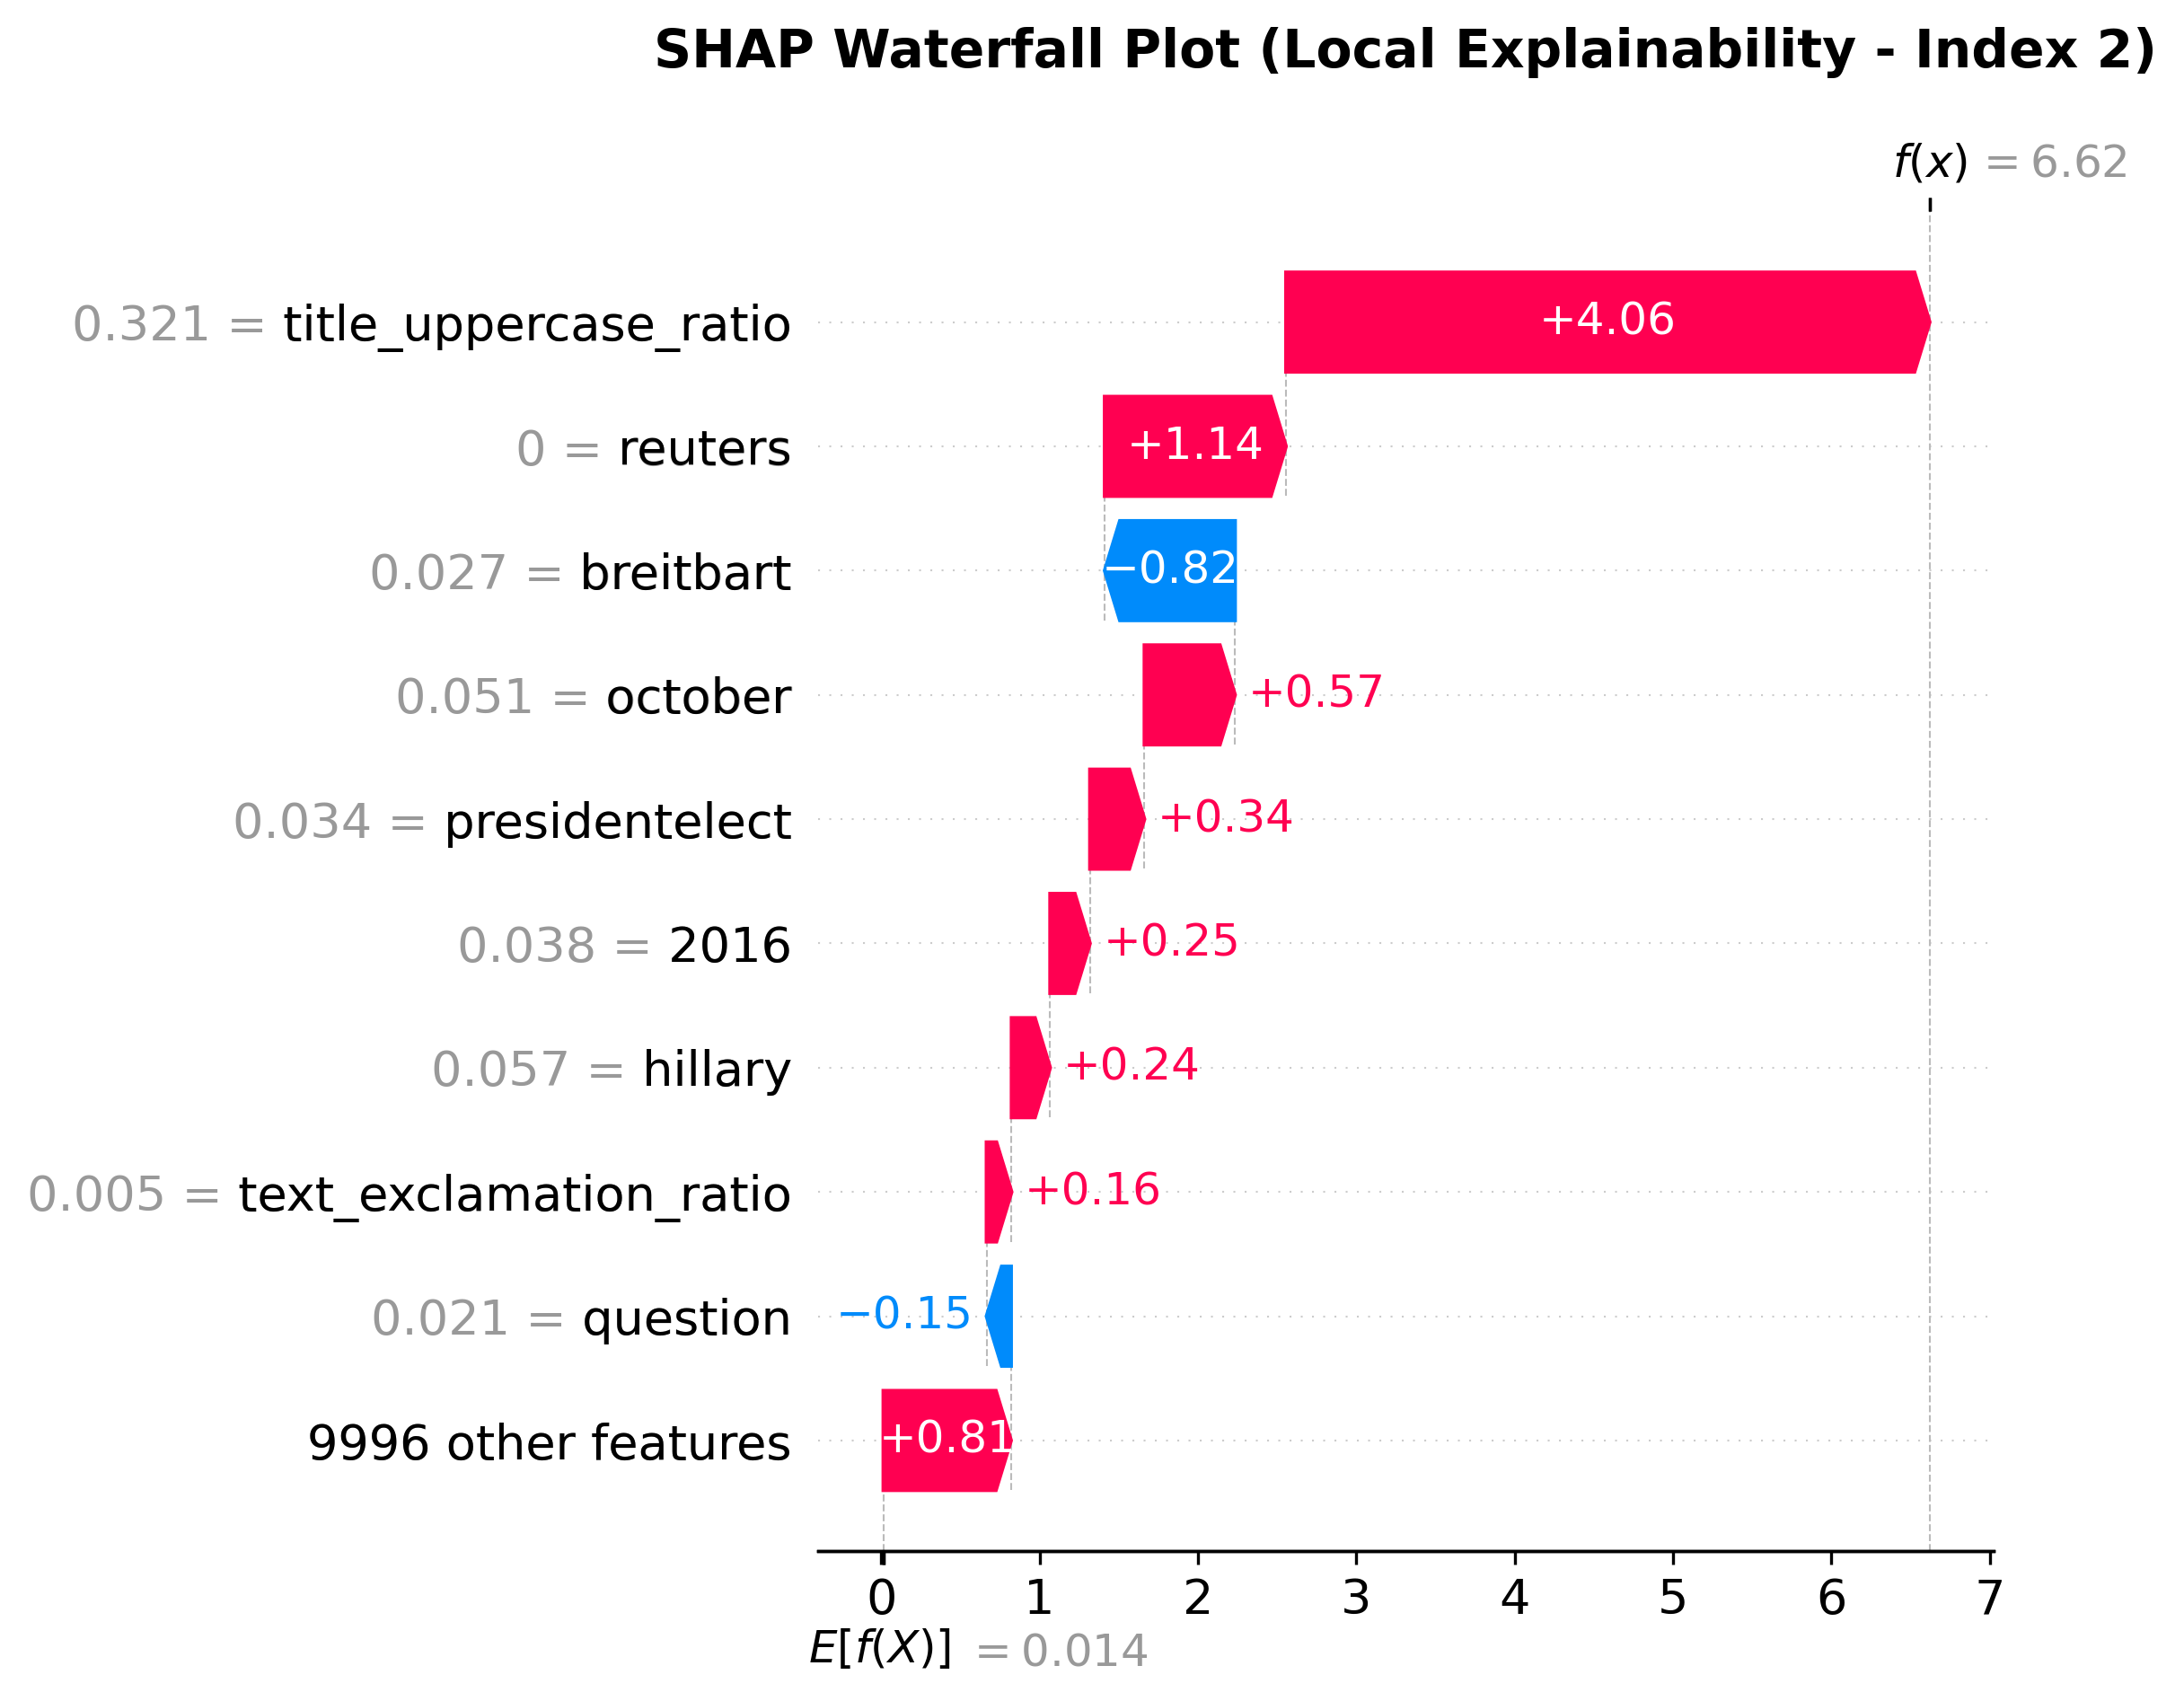 SHAP Waterfall Plot (Local Explainability - Index 2)
f(x) = 6.62
0.321 = title_uppercase_ratio +4.06
0 = reuters +1.14
0.027 = breitbart −0.82
0.051 = october +0.57
0.034 = presidentelect +0.34
0.038 = 2016 +0.25
0.057 = hillary +0.24
0.005 = text_exclamation_ratio +0.16
0.021 = question −0.15
9996 other features +0.81
0 1 2 3 4 5 6 7
E[f(X)] = 0.014